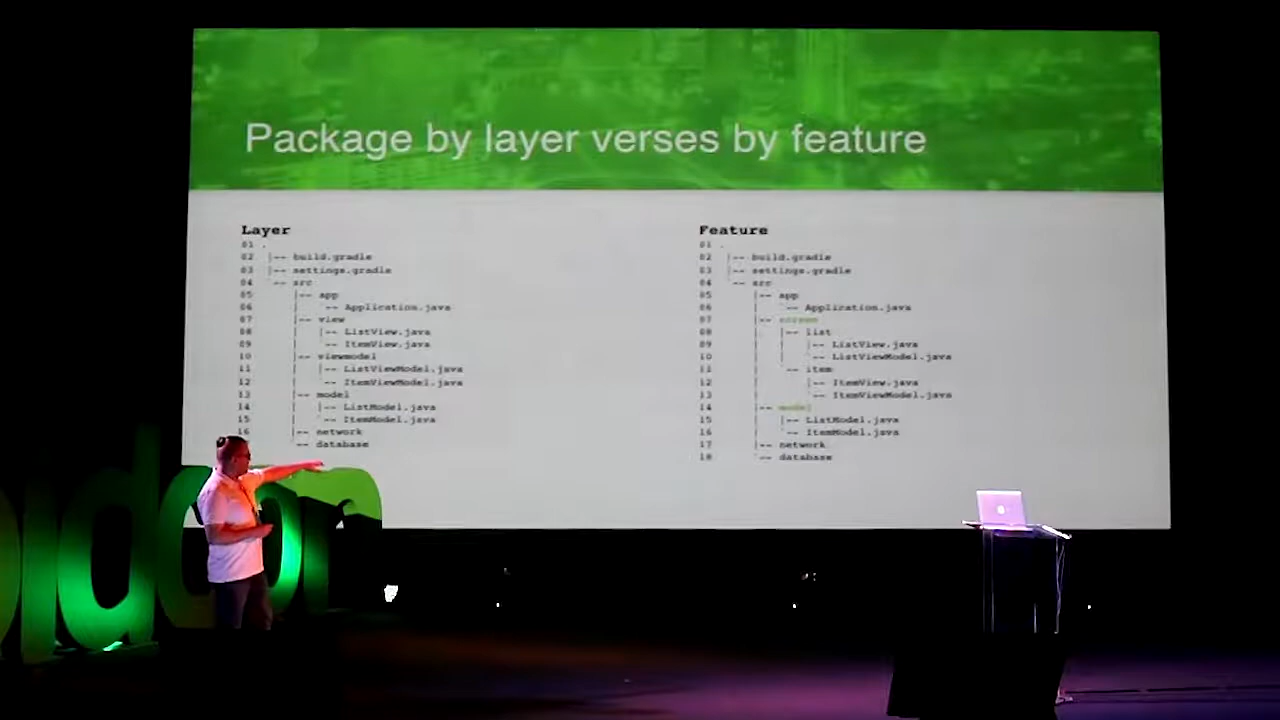 Package by layer verses by feature
Layer
01 .
02 |-- build.gradle
03 |-- settings.gradle
04 `-- src
05 |-- app
06 | `-- Application.java
07 |-- view
08 | |-- ListView.java
09 | `-- ItemView.java
10 |-- viewmodel
11 | |-- ListViewModel.java
12 | `-- ItemViewModel.java
13 |-- model
14 | |-- ListModel.java
15 | `-- ItemModel.java
16 |-- network
`-- database
Feature
01 .
02 |-- build.gradle
03 |-- settings.gradle
04 `-- src
05 |-- app
06 | `-- Application.java
07 |-- screen
08 | |-- list
09 | | |-- ListView.java
10 | | `-- ListViewModel.java
11 | `-- item
12 | |-- ItemView.java
13 | `-- ItemViewModel.java
14 |-- model
15 | |-- ListModel.java
16 | `-- ItemModel.java
17 |-- network
18 `-- database
oidcon